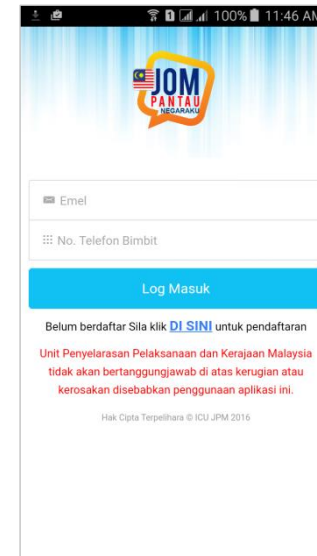 100% 11:46 AM
JOM
PANTAU
NEGARAKU
Emel
No. Telefon Bimbit
Log Masuk
Belum berdaftar Sila klik DI SINI untuk pendaftaran
Unit Penyelarasan Pelaksanaan dan Kerajaan Malaysia
tidak akan bertanggungjawab di atas kerugian atau
kerosakan disebabkan penggunaan aplikasi ini.
Hak Cipta Terpelihara © ICU JPM 2016